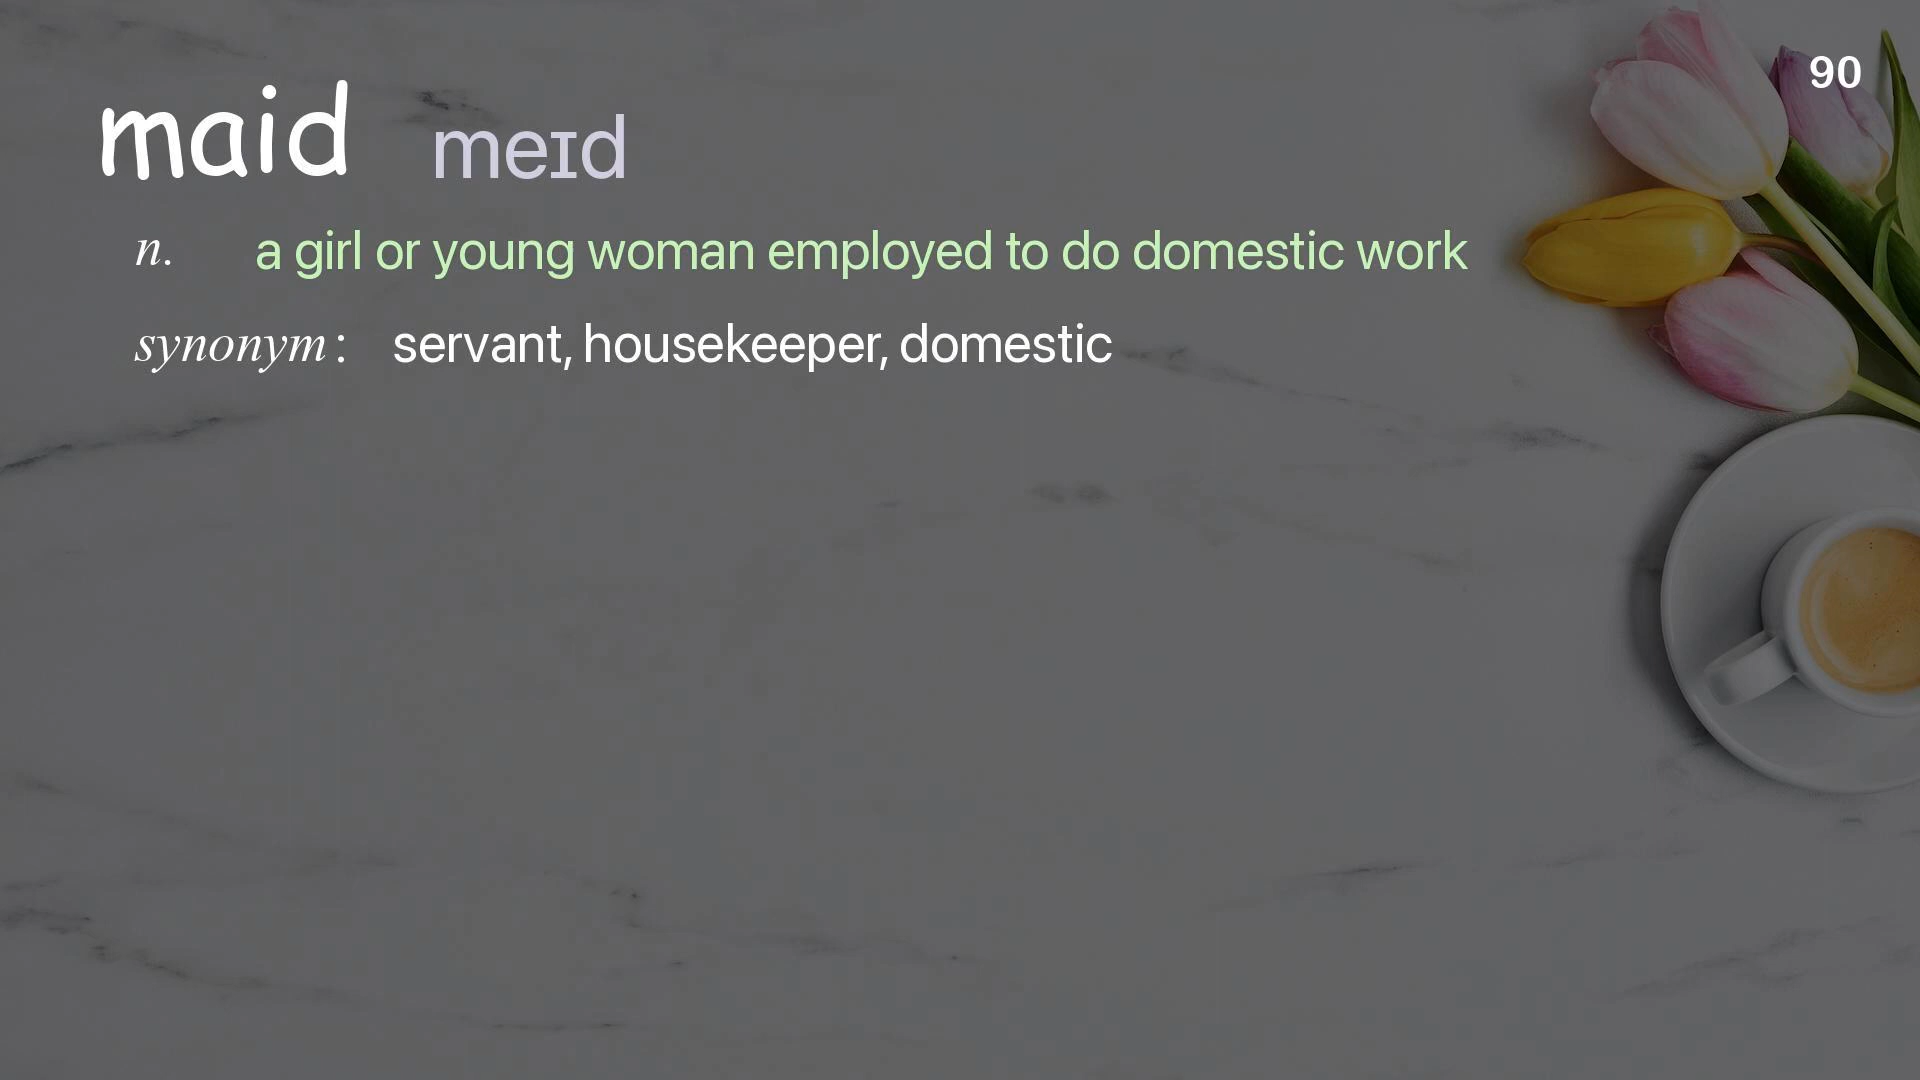 90
maid meɪd
n. a girl or young woman employed to do domestic work
synonym : servant, housekeeper, domestic